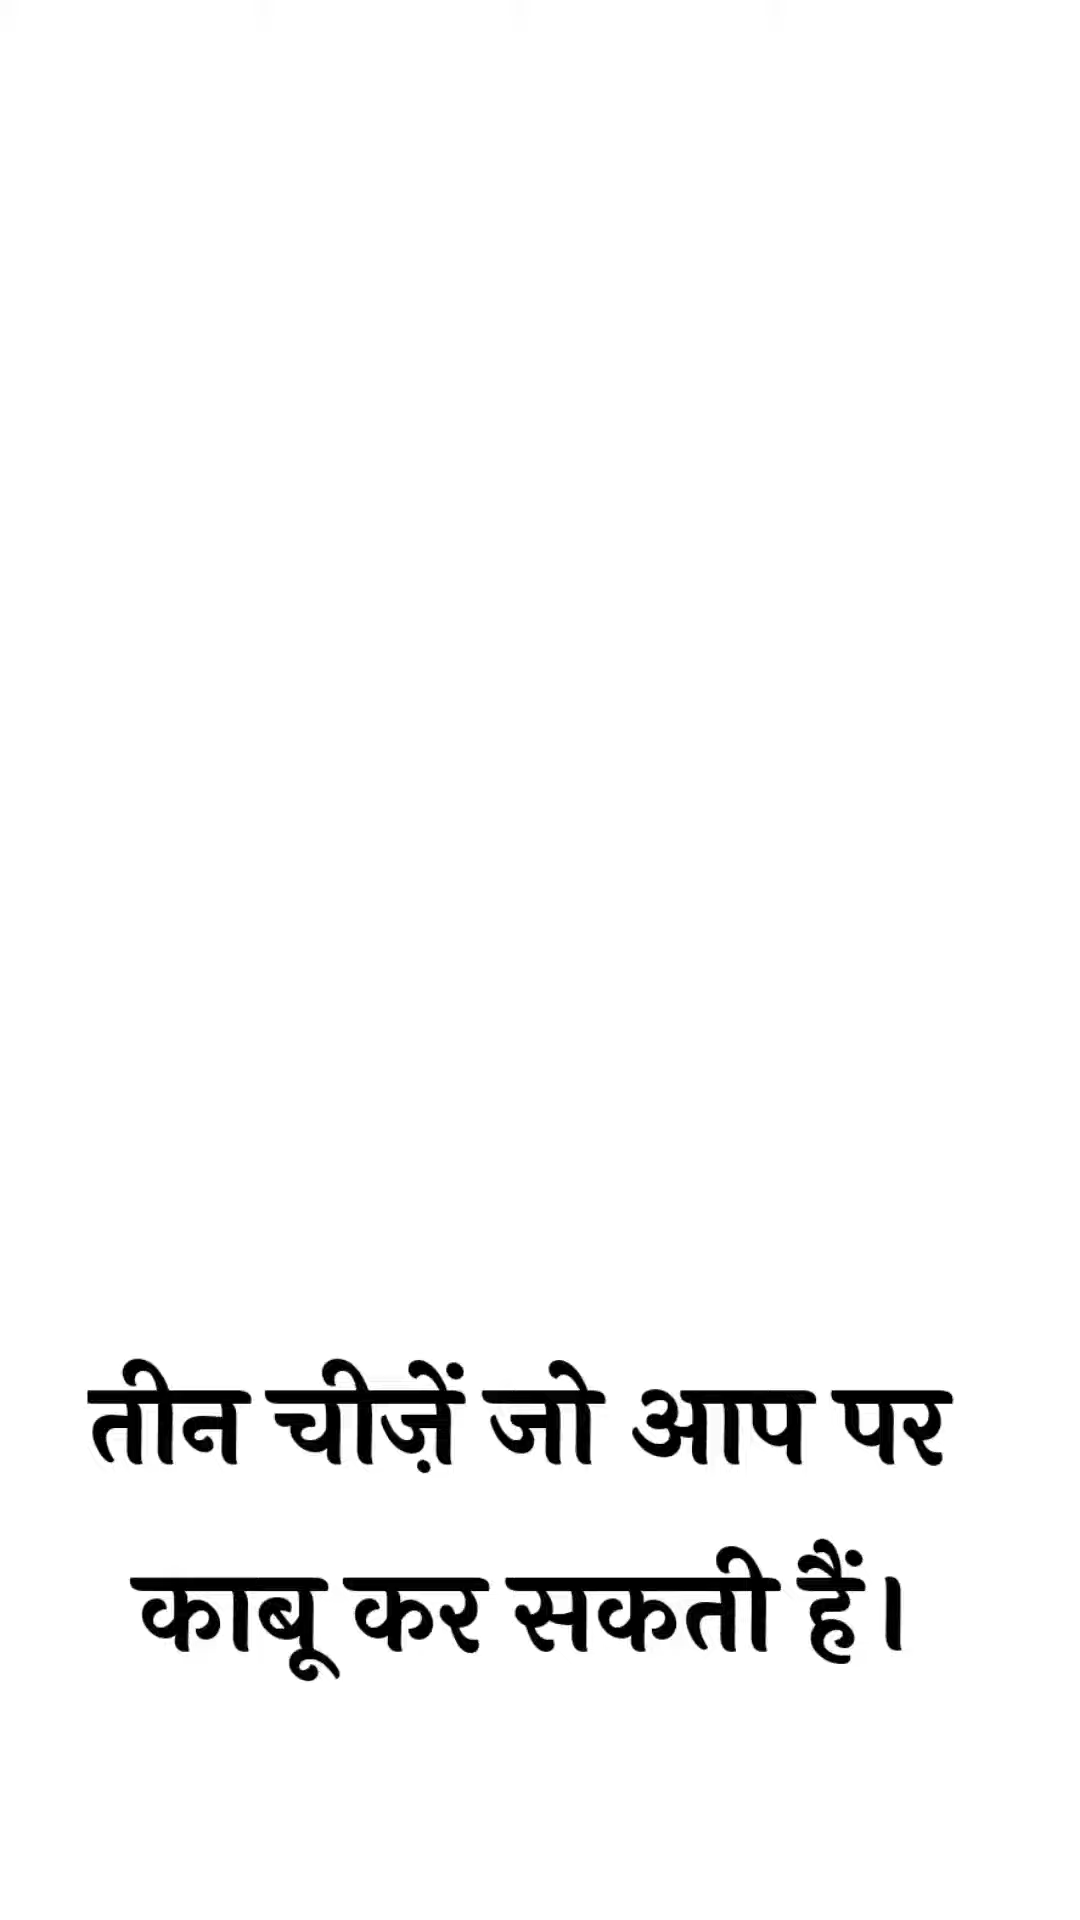 तीन चीज़ें जो आप पर
काबू कर सकती हैं।